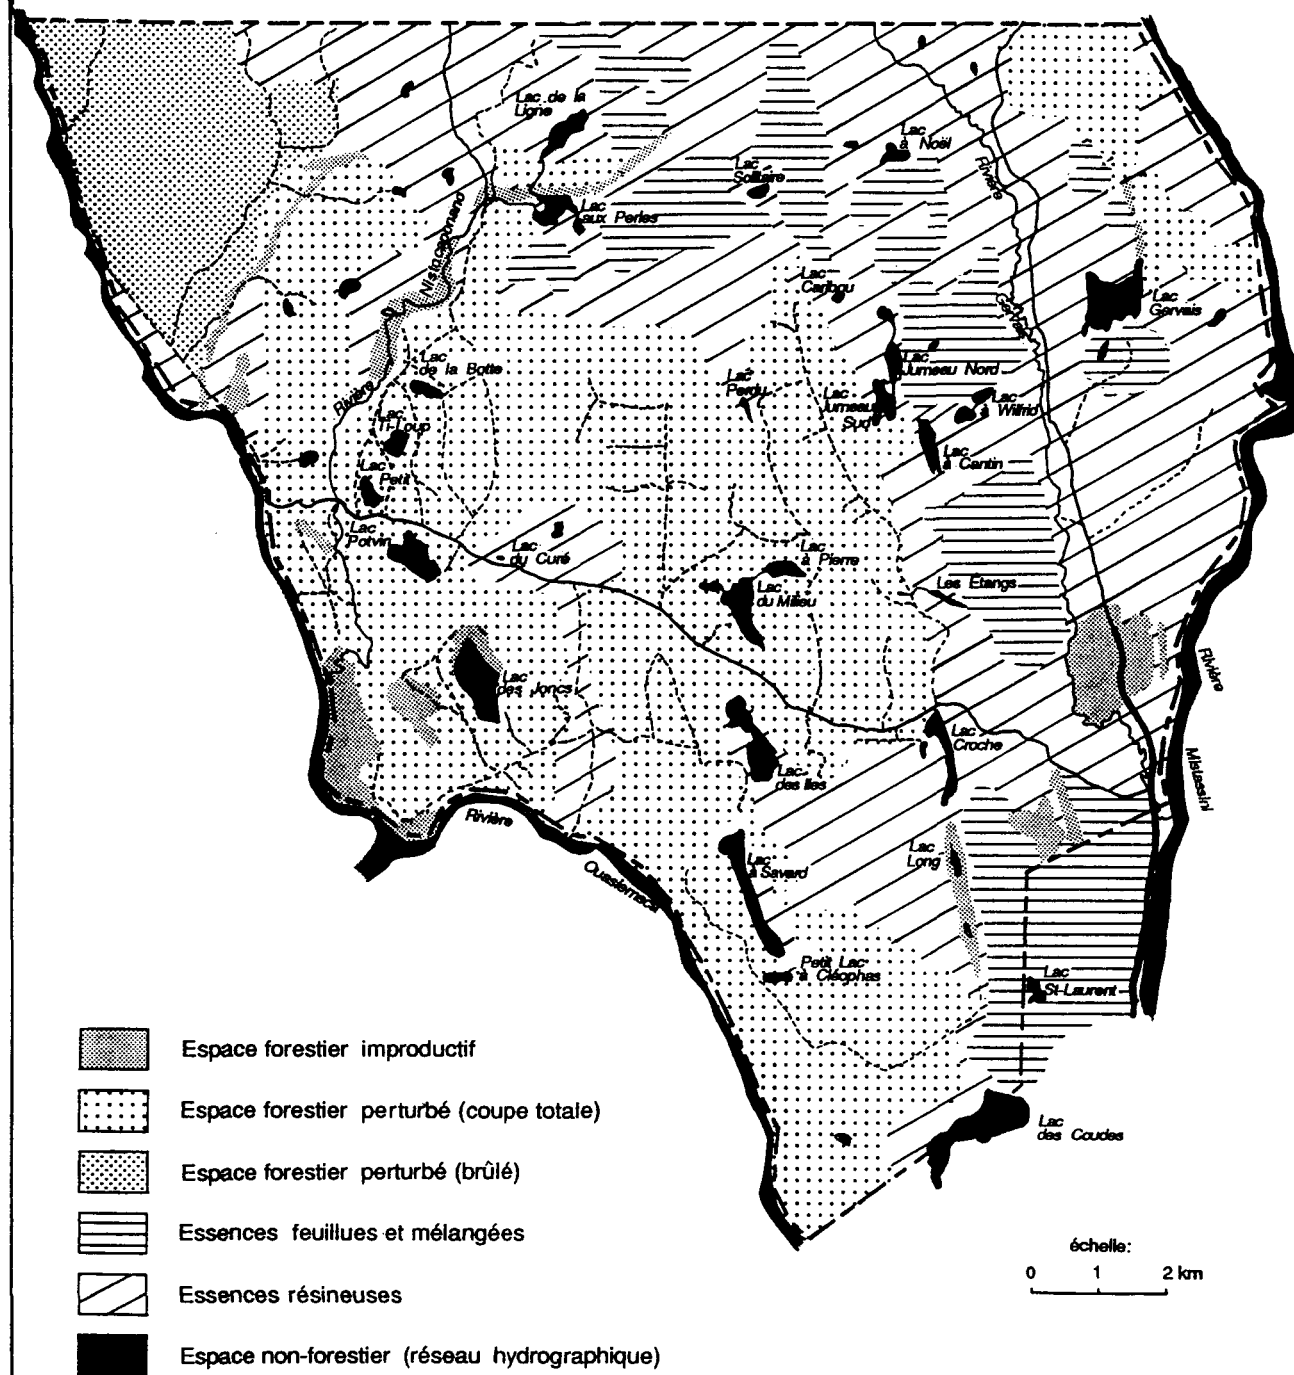 Lac de la
Ligne
Lac
à Noël
Lac
Solitaire
Rivière
Lac
aux Perles
Lac
Caribou
Gervais
Lac
Gervais
Lac
de la Botte
Lac
Jumeau Nord
Lac
Perdu
Lac
Jumeau
Sud
Rivière
Lac
à Wilfrid
Lac
Ti-Loup
Lac
à Cantin
Lac
Petit
Lac
Potvin
Lac
du Curé
Lac
à Pierre
Lac
du Milieu
Les Étangs
Lac
des Joncs
Rivière
Mistassini
Lac
Croche
Lac
des Iles
Rivière
Lac
Long
Lac
à Savard
Petit Lac
à Cléophas
Lac
St-Laurent
Lac
des Coudes
Espace forestier improductif
Espace forestier perturbé (coupe totale)
Espace forestier perturbé (brûlé)
Essences feuillues et mélangées
Essences résineuses
Espace non-forestier (réseau hydrographique)
échelle:
0 1 2 km